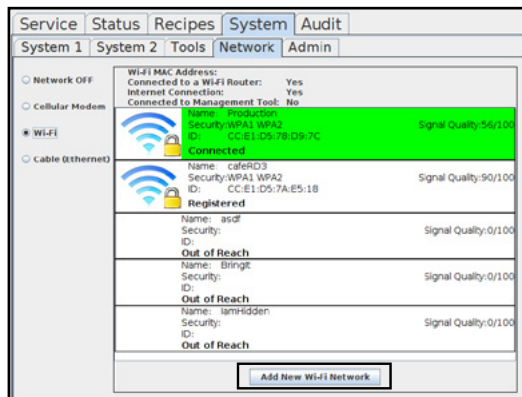 Service Status Recipes System Audit
System 1 System 2 Tools Network Admin
Network OFF
Cellular Modem
Wi-Fi
Cable (Ethernet)
Wi-Fi MAC Address:
Connected to a Wi-Fi Router: Yes
Internet Connection: Yes
Connected to Management Tool: No
Name: Production
Security:WPA1 WPA2 Signal Quality:56/100
ID: CC:E1:D5:78:D9:7C
Connected
Name: cafeRD3
Security:WPA1 WPA2 Signal Quality:90/100
ID: CC:E1:D5:7A:E5:18
Registered
Name: asdf
Security: Signal Quality:0/100
ID:
Out of Reach
Name: Bringit
Security: Signal Quality:0/100
ID:
Out of Reach
Name: IamHidden
Security: Signal Quality:0/100
ID:
Out of Reach
Add New Wi-Fi Network